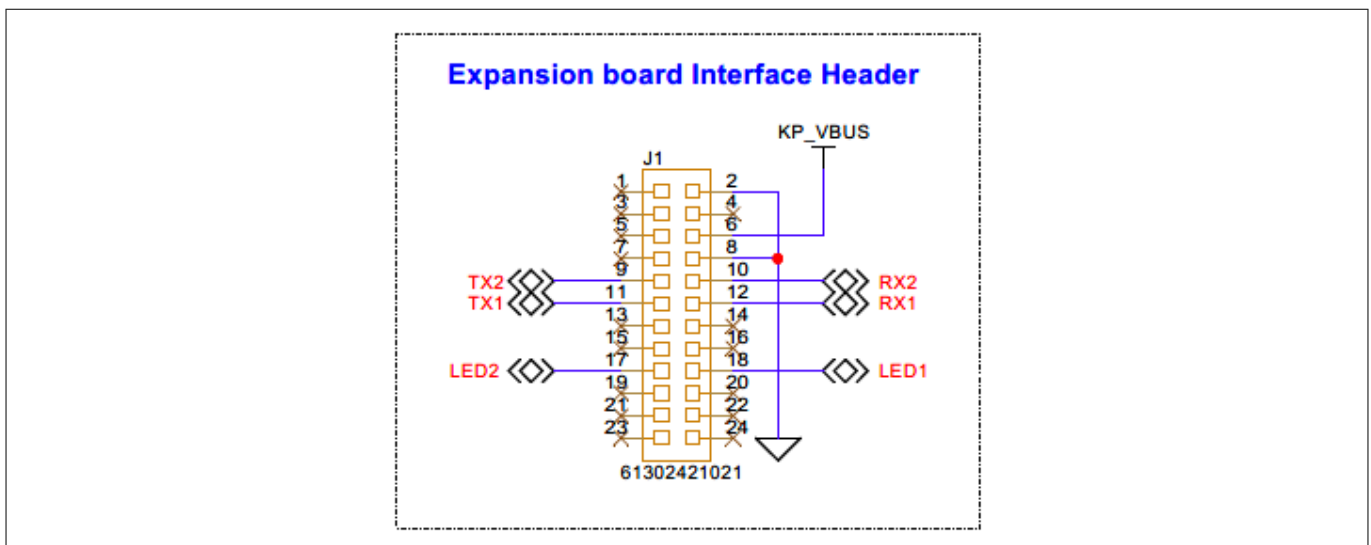 Expansion board Interface Header
KP_VBUS
J1
1 2
3 4
5 6
7 8
TX2 9 10 RX2
TX1 11 12 RX1
13 14
15 16
LED2 17 18 LED1
19 20
21 22
23 24
61302421021